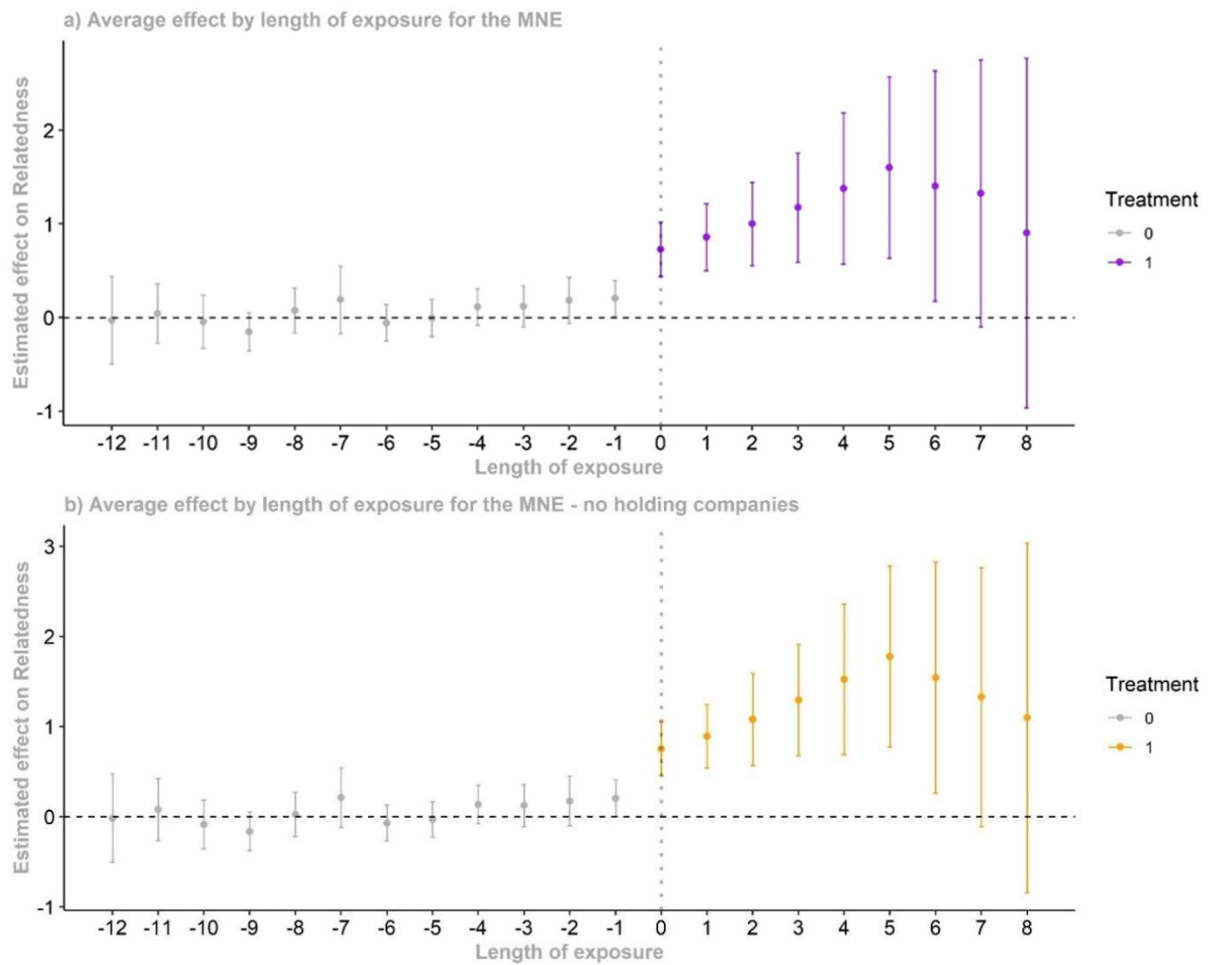 a) Average effect by length of exposure for the MNE
Estimated effect on Relatedness
2
1
0
-1
-12 -11 -10 -9 -8 -7 -6 -5 -4 -3 -2 -1 0 1 2 3 4 5 6 7 8
Length of exposure
Treatment
0
1
b) Average effect by length of exposure for the MNE - no holding companies
Estimated effect on Relatedness
3
2
1
0
-1
-12 -11 -10 -9 -8 -7 -6 -5 -4 -3 -2 -1 0 1 2 3 4 5 6 7 8
Length of exposure
Treatment
0
1